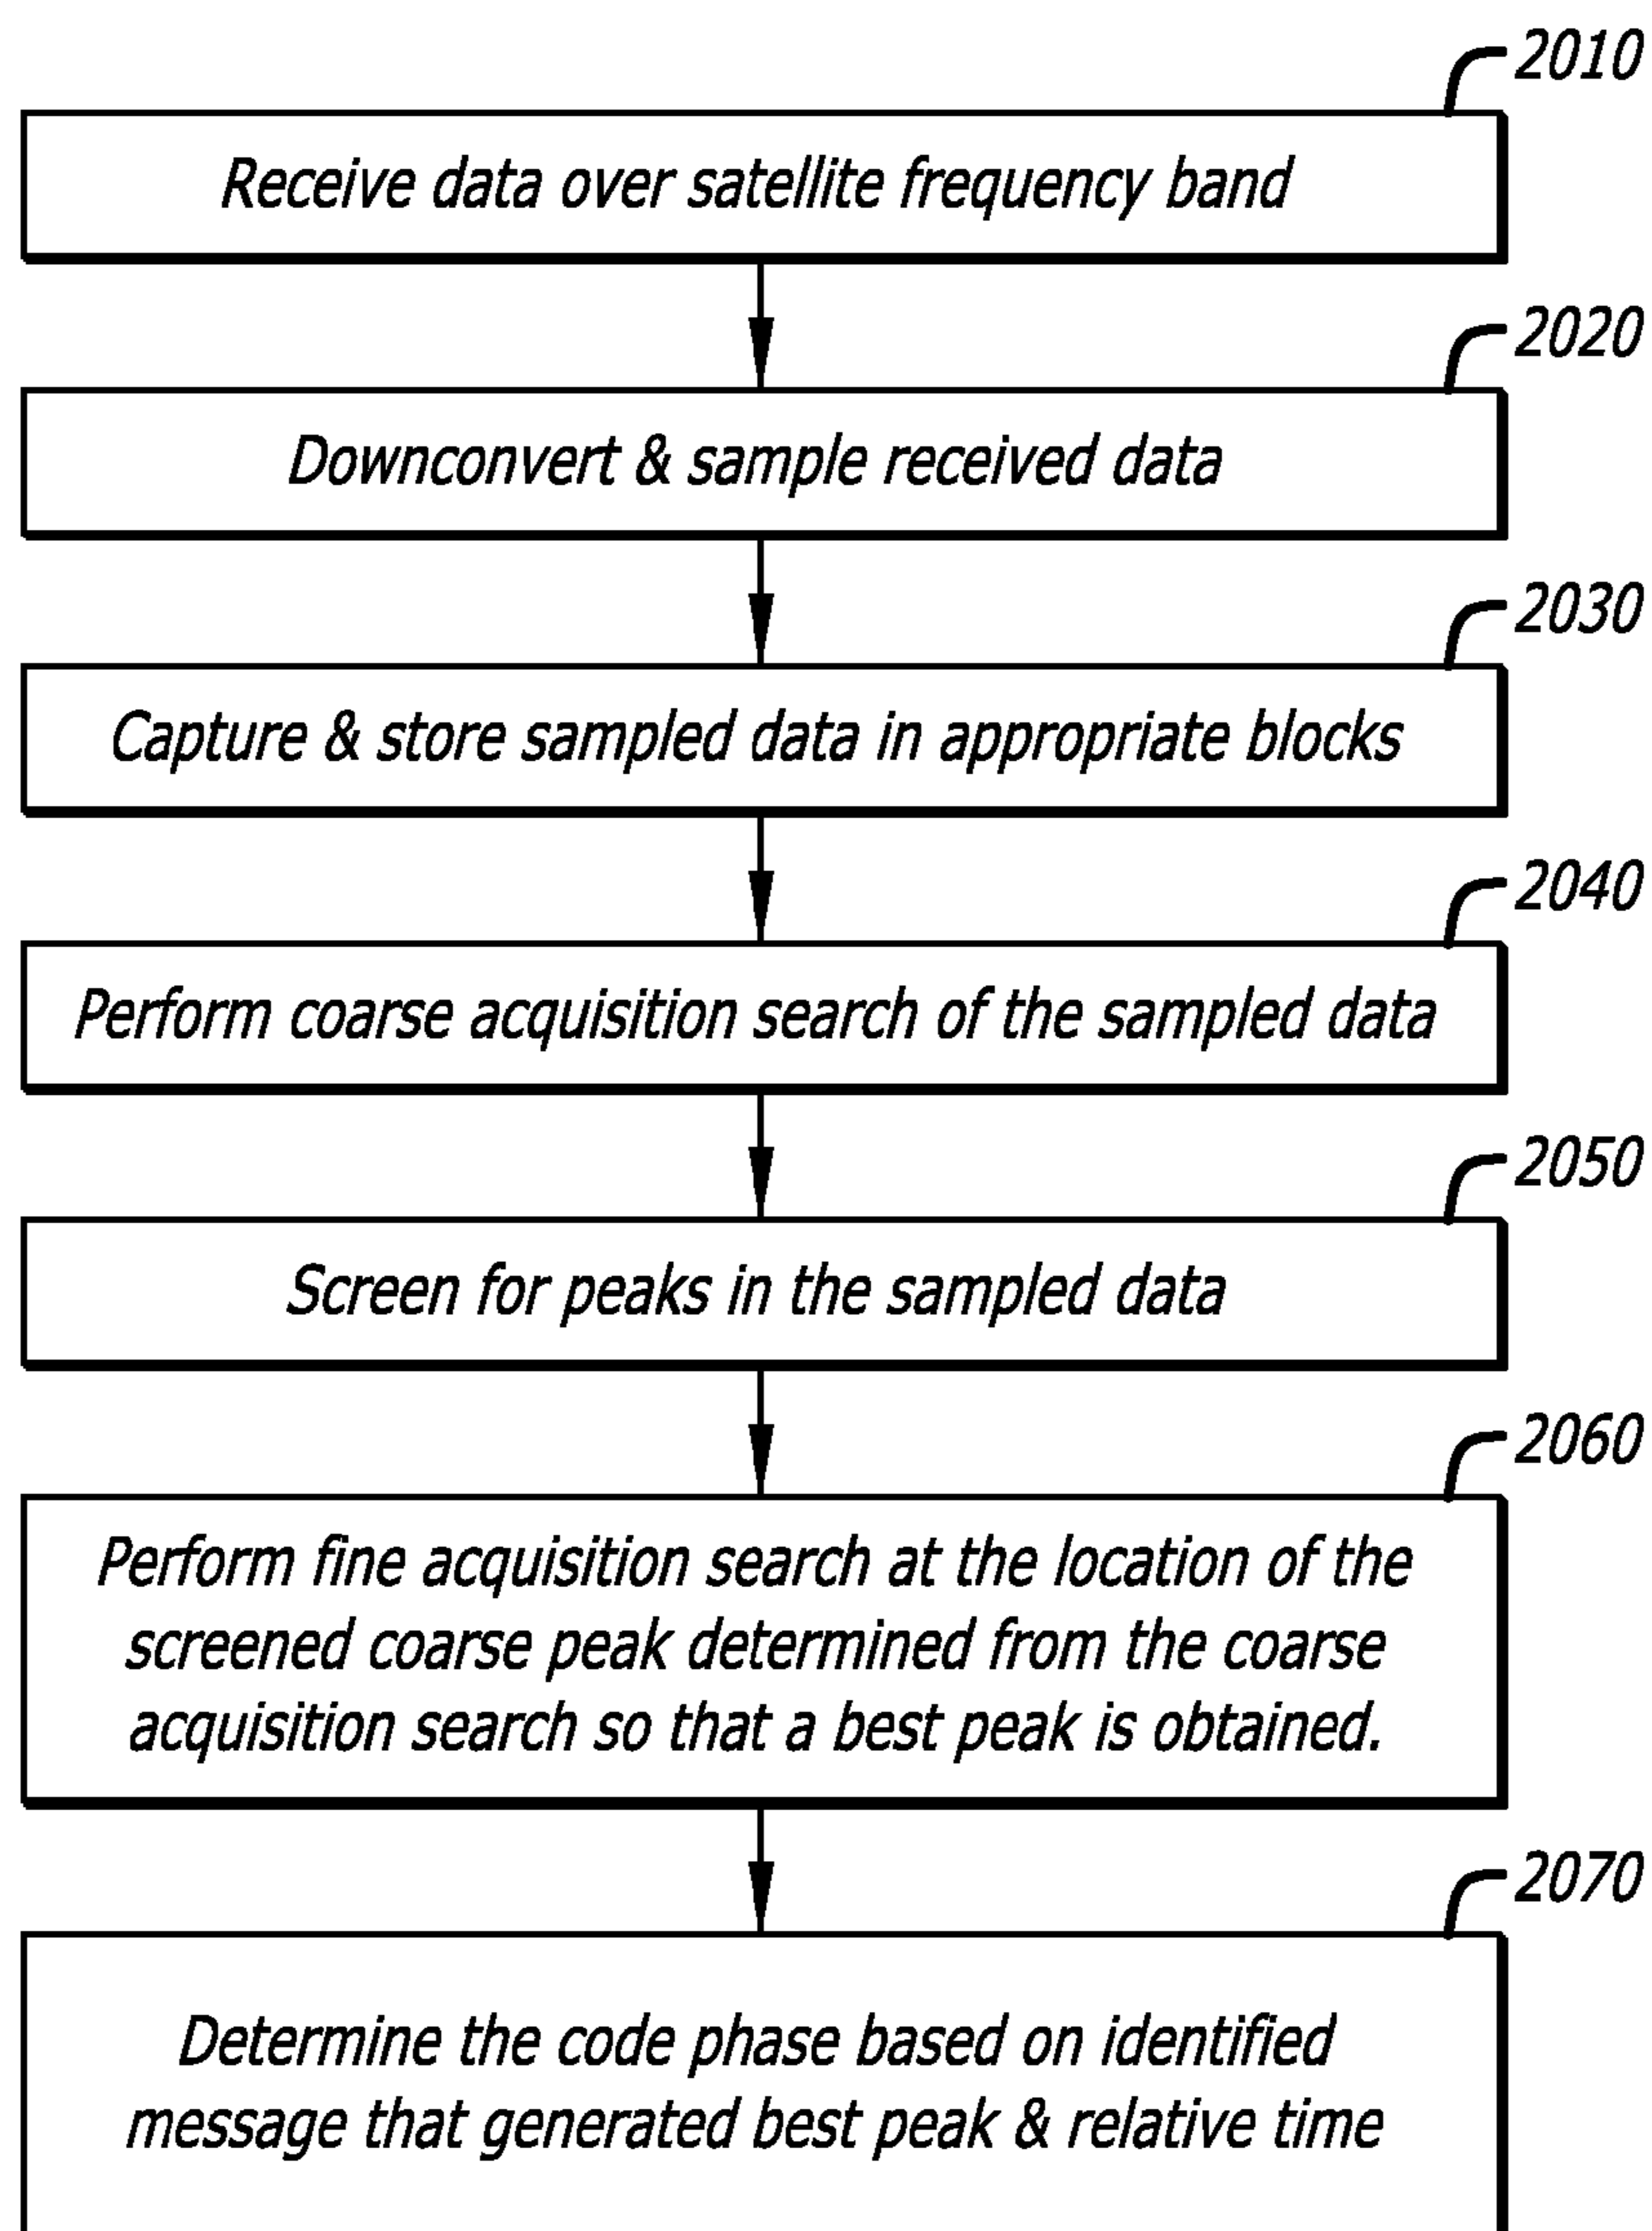 2010
Receive data over satellite frequency band
2020
Downconvert & sample received data
2030
Capture & store sampled data in appropriate blocks
2040
Perform coarse acquisition search of the sampled data
2050
Screen for peaks in the sampled data
2060
Perform fine acquisition search at the location of the
screened coarse peak determined from the coarse
acquisition search so that a best peak is obtained.
2070
Determine the code phase based on identified
message that generated best peak & relative time